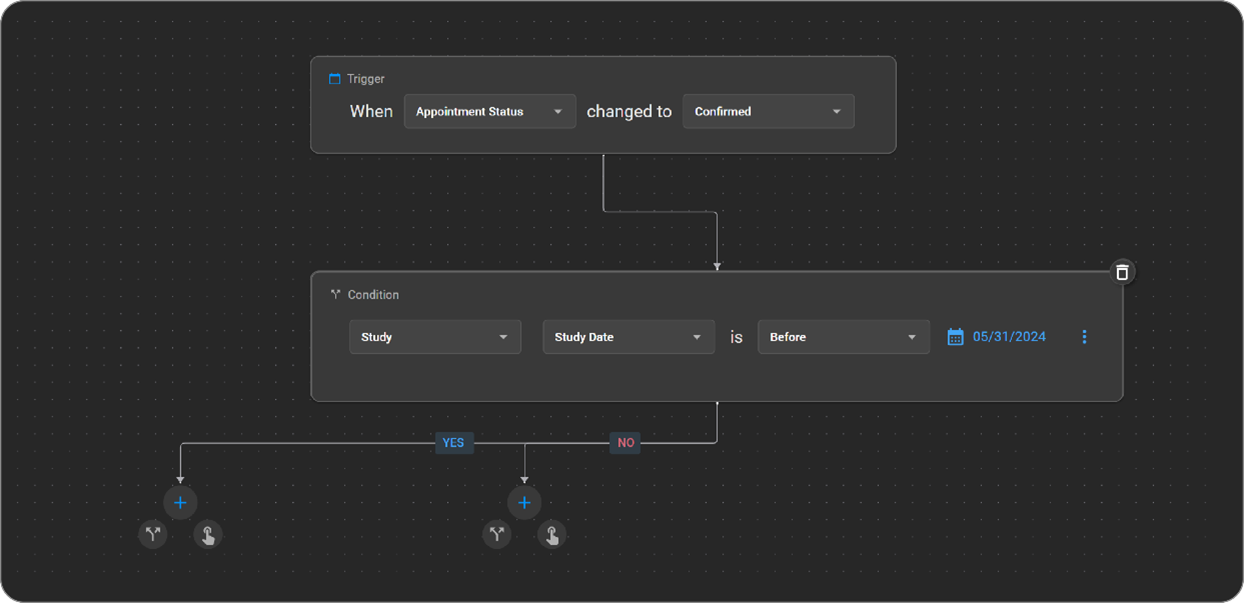 Trigger
When Appointment Status changed to Confirmed
Condition
Study Study Date is Before 05/31/2024
YES NO